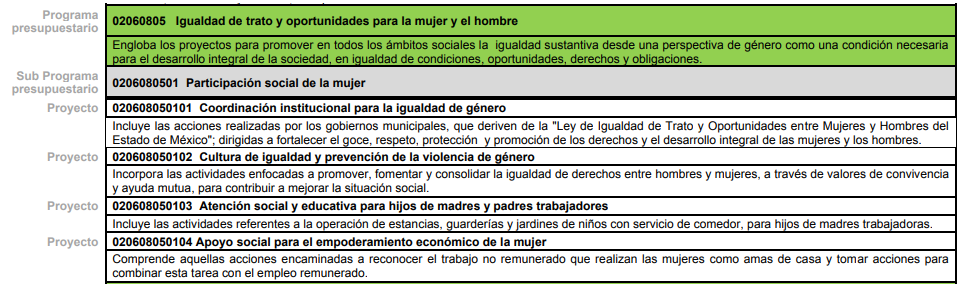 Programa
presupuestario
02060805 Igualdad de trato y oportunidades para la mujer y el hombre
Engloba los proyectos para promover en todos los ámbitos sociales la igualdad sustantiva desde una perspectiva de género como una condición necesaria
para el desarrollo integral de la sociedad, en igualdad de condiciones, oportunidades, derechos y obligaciones.
Sub Programa
presupuestario
0206080501 Participación social de la mujer
Proyecto
020608050101 Coordinación institucional para la igualdad de género
Incluye las acciones realizadas por los gobiernos municipales, que deriven de la "Ley de Igualdad de Trato y Oportunidades entre Mujeres y Hombres del
Estado de México"; dirigidas a fortalecer el goce, respeto, protección y promoción de los derechos y el desarrollo integral de las mujeres y los hombres.
Proyecto
020608050102 Cultura de igualdad y prevención de la violencia de género
Incorpora las actividades enfocadas a promover, fomentar y consolidar la igualdad de derechos entre hombres y mujeres, a través de valores de convivencia
y ayuda mutua, para contribuir a mejorar la situación social.
Proyecto
020608050103 Atención social y educativa para hijos de madres y padres trabajadores
Incluye las actividades referentes a la operación de estancias, guarderías y jardines de niños con servicio de comedor, para hijos de madres trabajadoras.
Proyecto
020608050104 Apoyo social para el empoderamiento económico de la mujer
Comprende aquellas acciones encaminadas a reconocer el trabajo no remunerado que realizan las mujeres como amas de casa y tomar acciones para
combinar esta tarea con el empleo remunerado.